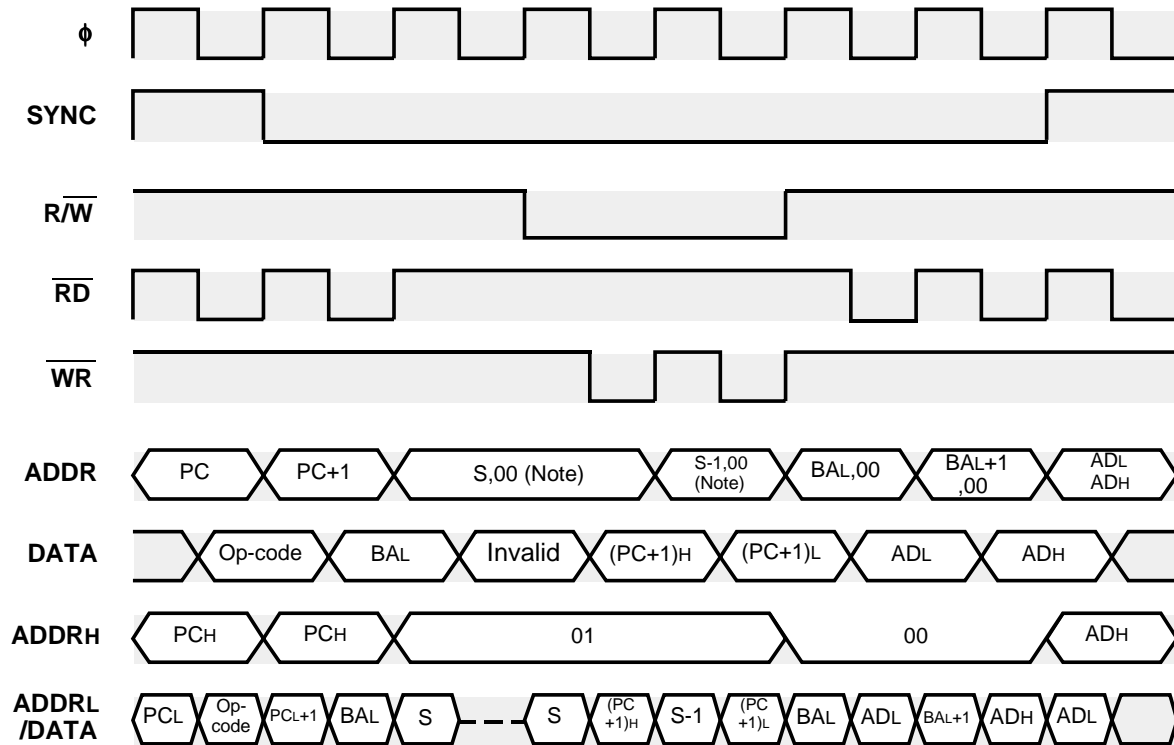 ϕ
SYNC
R/W
RD
WR
ADDR
PC
PC+1
S,00 (Note)
S-1,00
(Note)
BAL,00
BAL+1
,00
ADL
ADH
DATA
Op-code
BAL
Invalid
(PC+1)H
(PC+1)L
ADL
ADH
ADDRH
PCH
PCH
01
00
ADH
ADDRL
/DATA
PCL
Op-
code
PCL+1
BAL
S
S
(PC
+1)H
S-1
(PC
+1)L
BAL
ADL
BAL+1
ADH
ADL